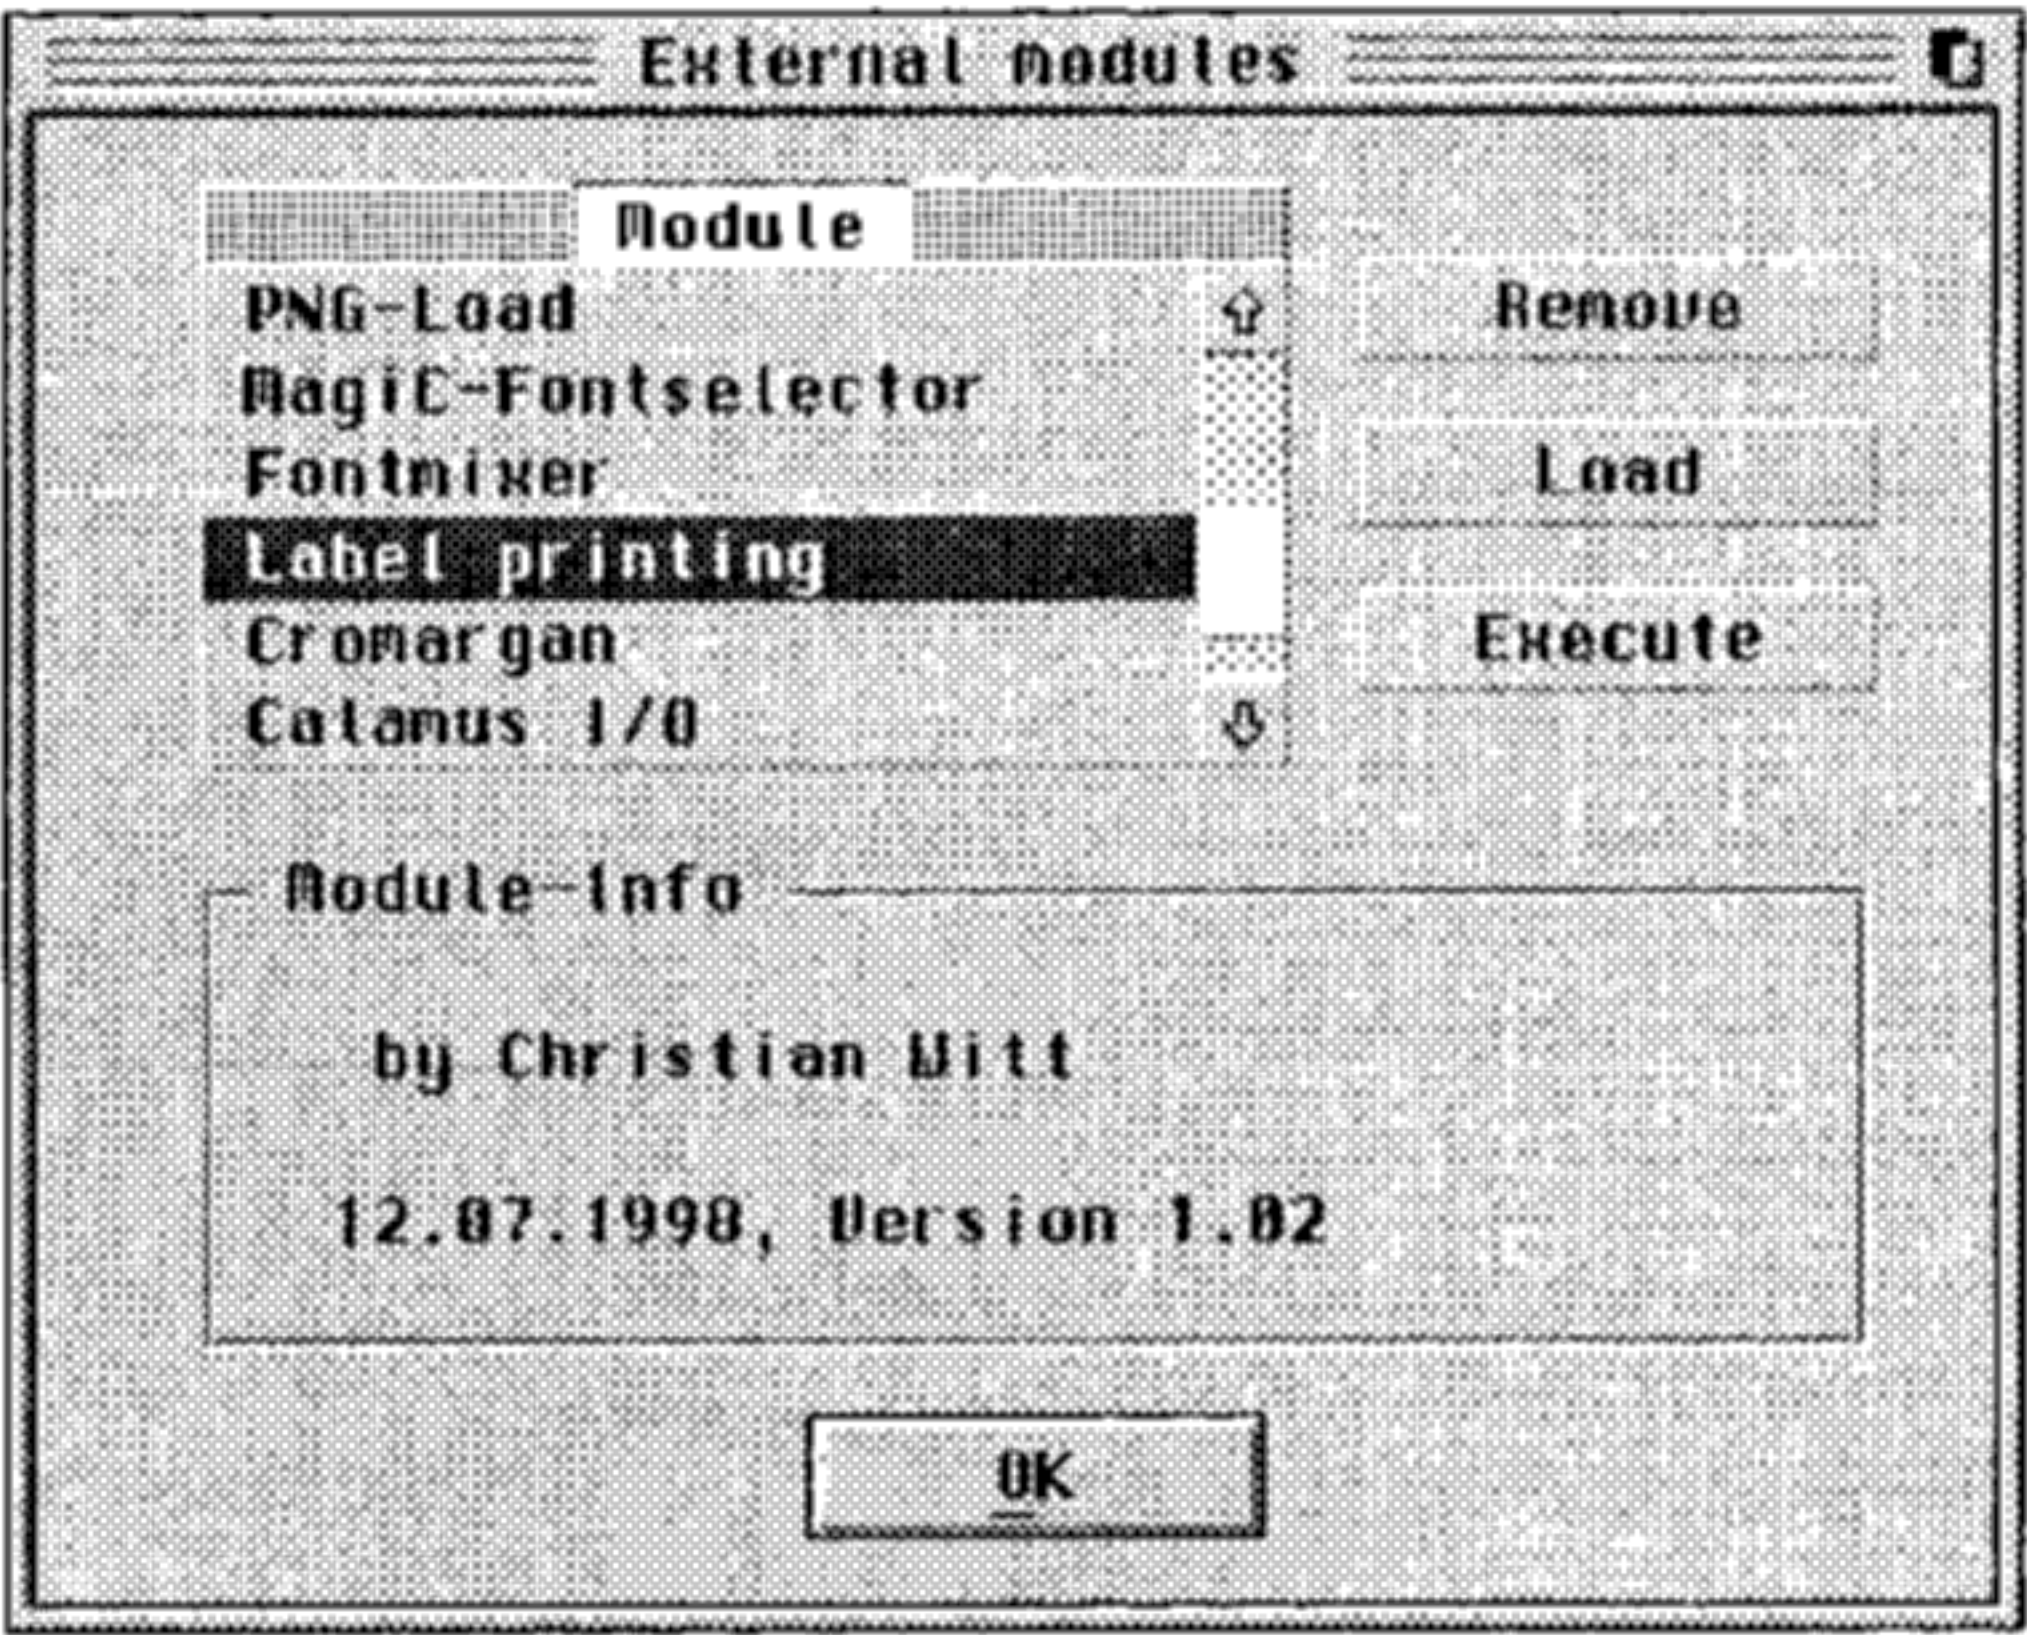 External modules
Module
PNG-Load
MagiC-Fontselector
Fontmixer
Label printing
Cromargan
Calamus I/O
Remove
Load
Execute
Module-Info
by Christian Witt
12.07.1998, Version 1.02
OK